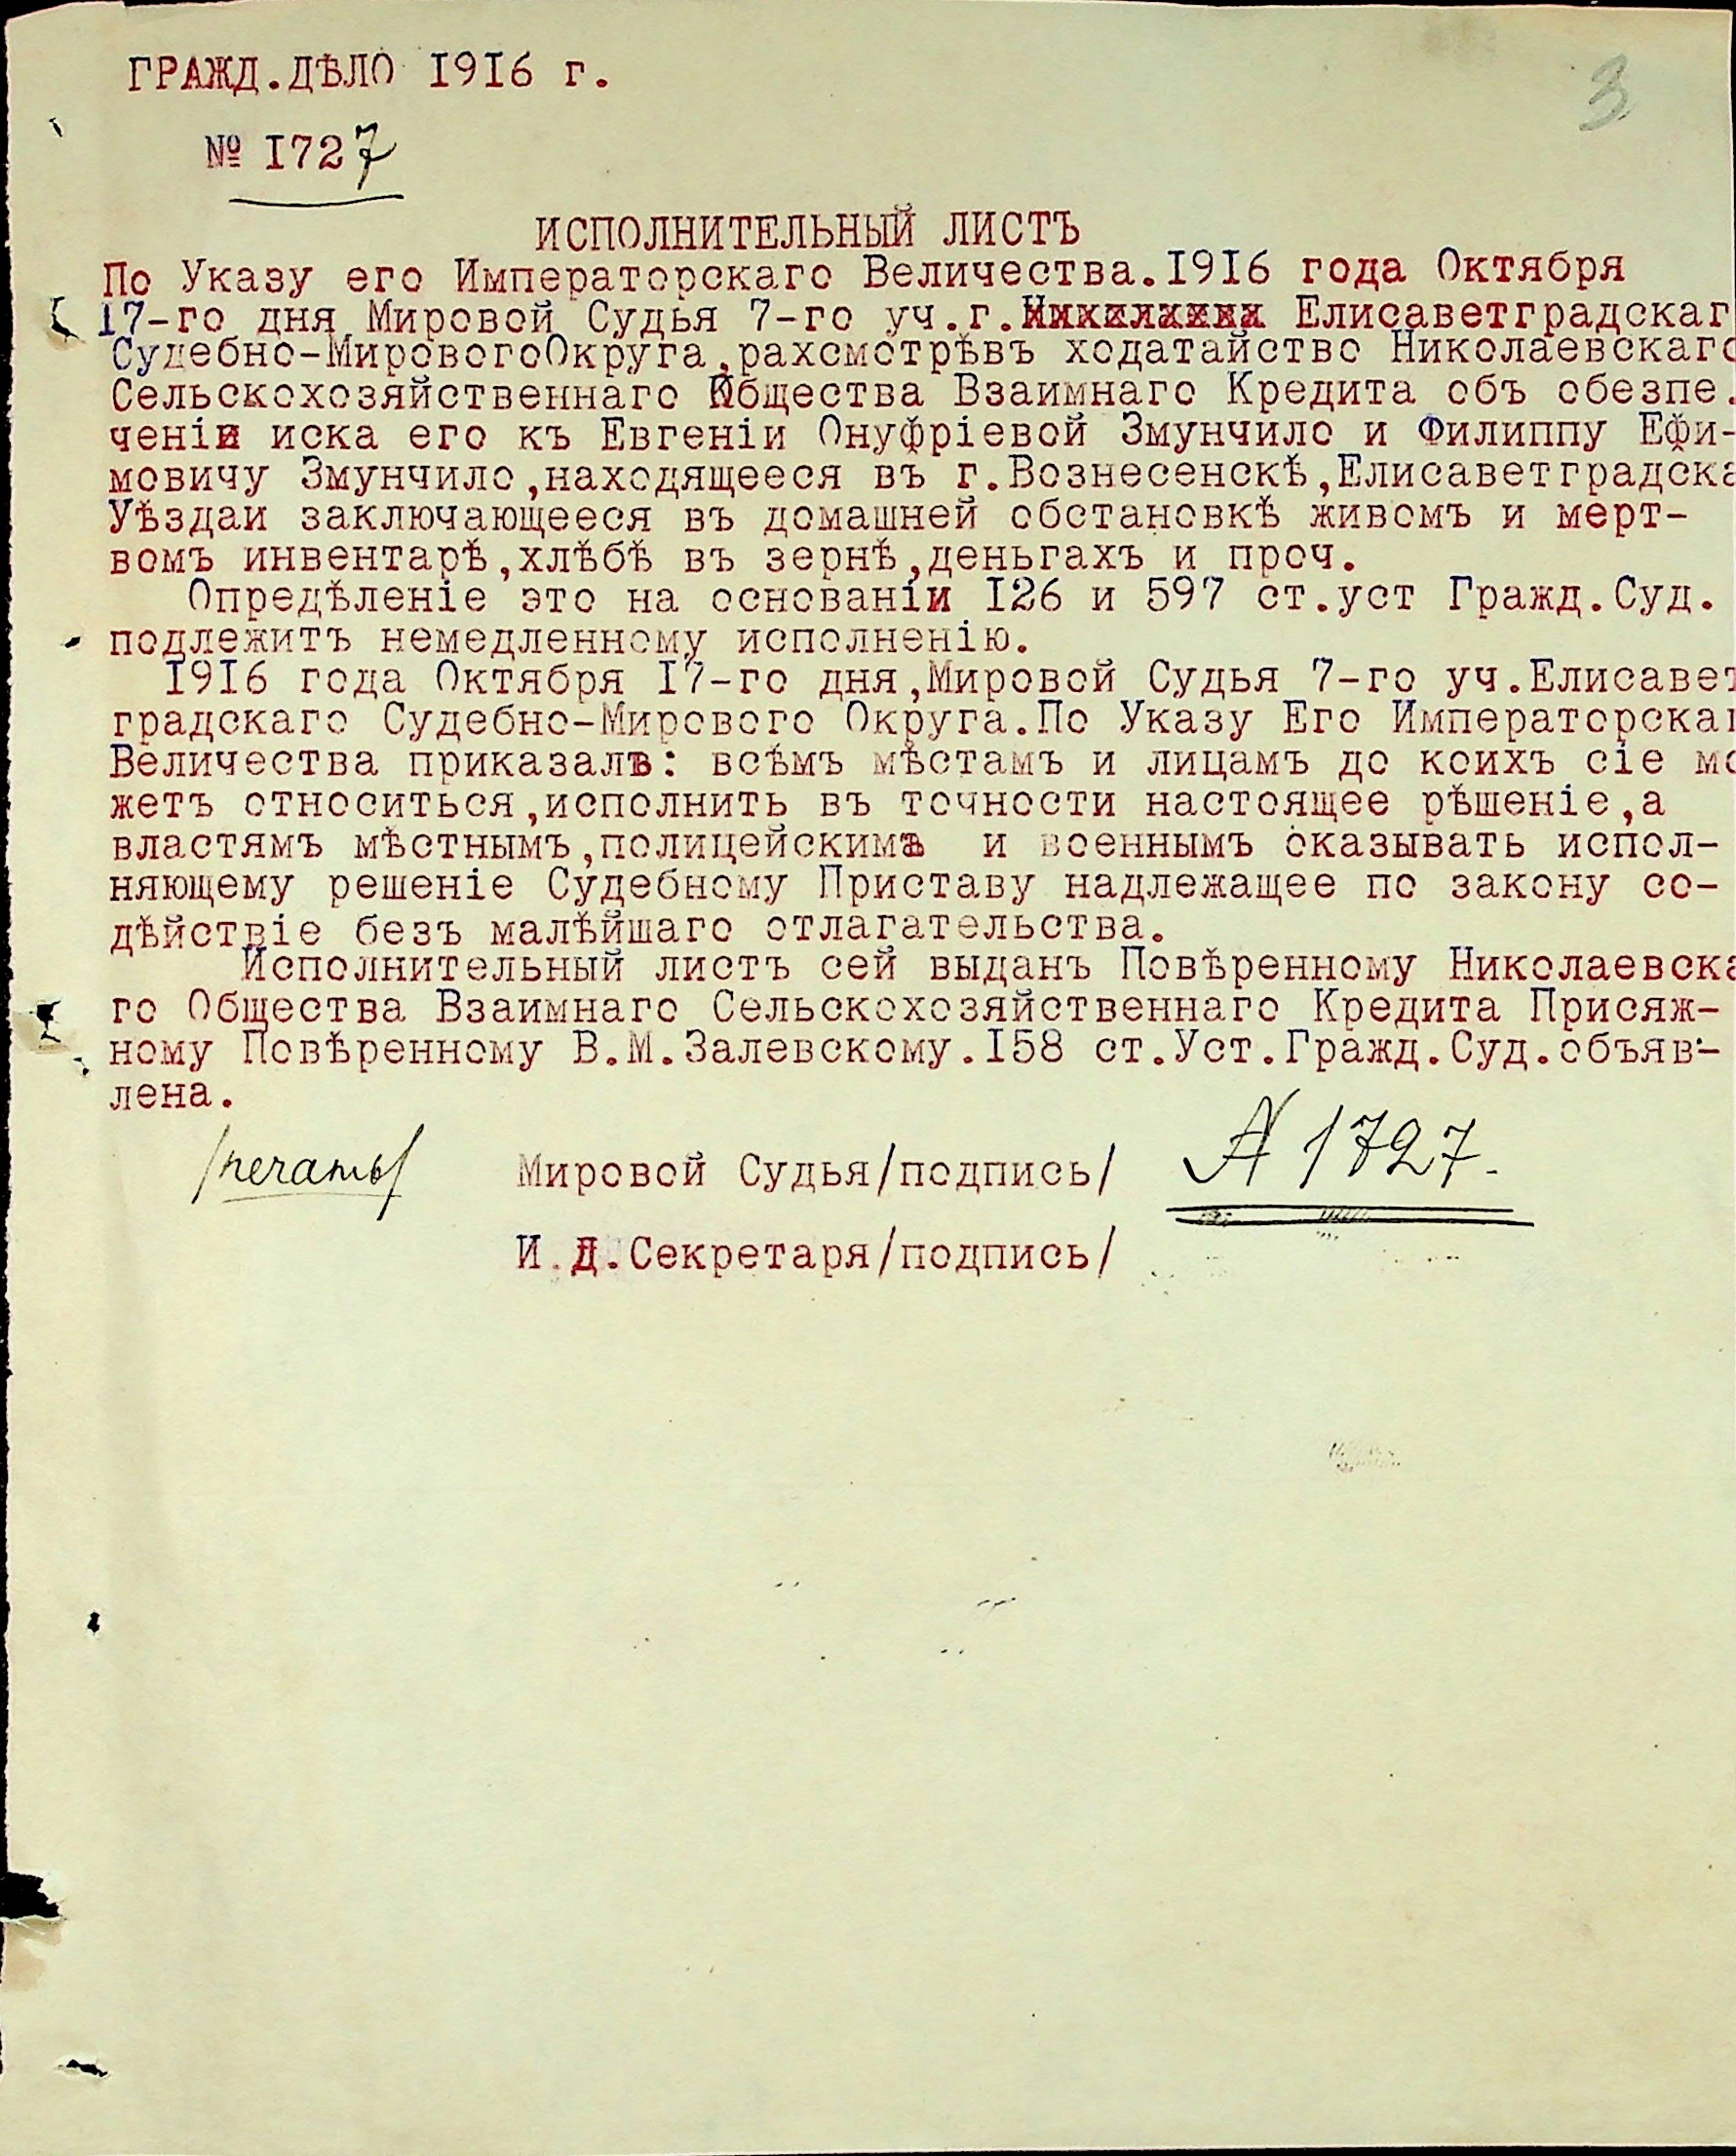 3
ГРАЖД.ДѢЛО 1916 г.
№ 1727
ИСПОЛНИТЕЛЬНЫЙ ЛИСТЪ
По Указу его Императорскаго Величества.1916 года Октября
17-го дня Мировой Судья 7-го уч.г. Елисаветградскаг
Судебно-МировогоОкруга,рахсмотрѣвъ ходатайство Николаевскаго
Сельскохозяйственнаго Общества Взаимнаго Кредита объ обезпе.
ченіи иска его къ Евгеніи Онуфріевой Змунчило и Филиппу Ефи-
мовичу Змунчило,находящееся въ г.Вознесенскѣ,Елисаветградска
Уѣздаи заключающееся въ домашней обстановкѣ живомъ и мерт-
вомъ инвентарѣ,хлѣбѣ въ зернѣ,деньгахъ и проч.
Опредѣленіе это на основаніи 126 и 597 ст.уст Гражд.Суд.
подлежитъ немедленному исполненію.
1916 года Октября 17-го дня,Мировой Судья 7-го уч.Елисавет
градскаго Судебно-Мирового Округа.По Указу Его Императорскаг
Величества приказалъ: всѣмъ мѣстамъ и лицамъ до коихъ сіе мо
жетъ относиться,исполнить въ точности настоящее рѣшеніе,а
властямъ мѣстнымъ,полицейскимъ и военнымъ оказывать испол-
няющему решеніе Судебному Приставу надлежащее по закону со-
дѣйствіе безъ малѣйшаго отлагательства.
Исполнительный листъ сей выданъ Повѣренному Николаевска
го Общества Взаимнаго Сельскохозяйственнаго Кредита Присяж-
ному Повѣренному В.М.Залевскому.158 ст.Уст.Гражд.Суд.объяв-
лена.
/печать/ Мировой Судья/подпись/ № 1727.
И.Д.Секретаря/подпись/